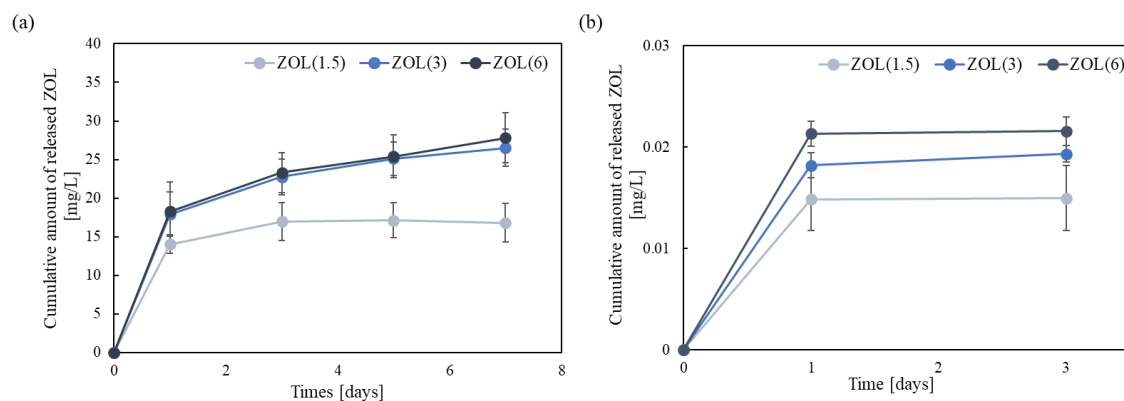 (a)
Cumulative amount of released ZOL
[mg/L]
40
35
30
25
20
15
10
5
0
ZOL(1.5) ZOL(3) ZOL(6)
0 2 4 6 8
Times [days]
(b)
Cumulative amount of released ZOL
[mg/L]
0.03
0.02
0.01
0
ZOL(1.5) ZOL(3) ZOL(6)
0 1 2 3
Time [days]